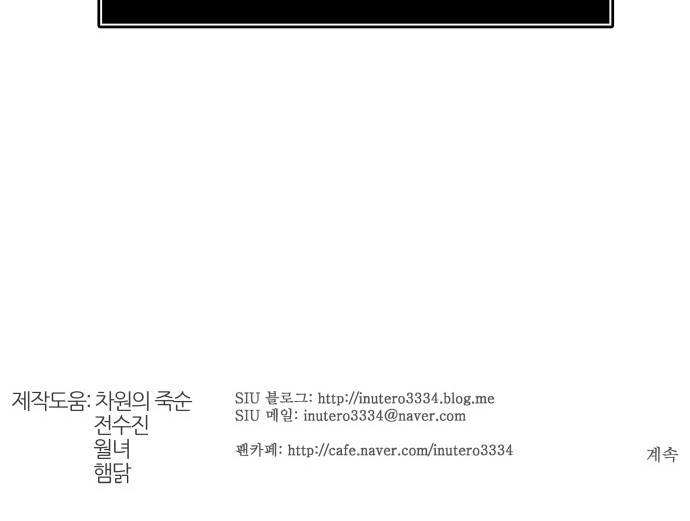 제작도움: 차원의 죽순
전수진
월녀
햄닭
SIU 블로그: http://inutero3334.blog.me
SIU 메일: inutero3334@naver.com
팬카페: http://cafe.naver.com/inutero3334
계속